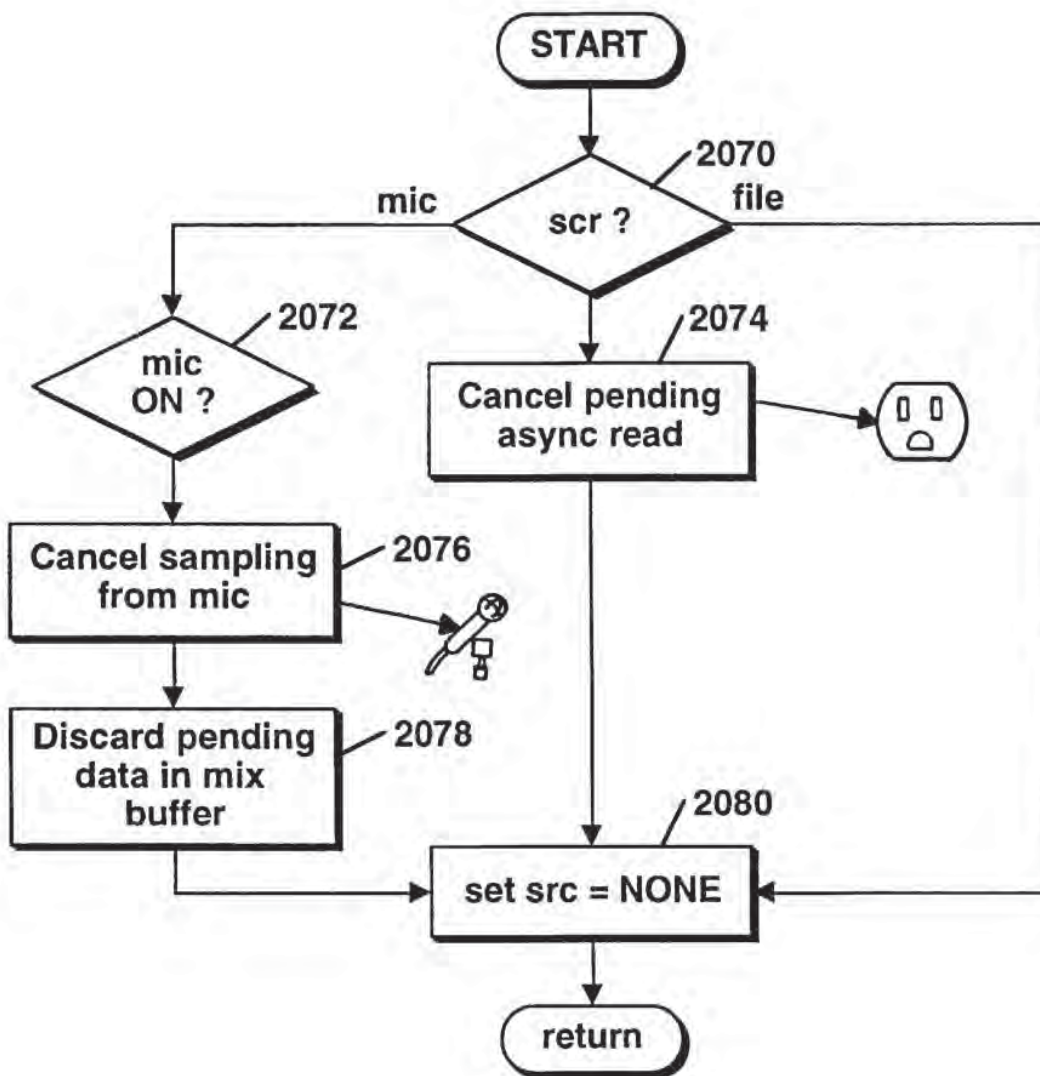 START
2070
mic
file
scr ?
2072
2074
mic
ON ?
Cancel pending
async read
Cancel sampling
from mic
2076
Discard pending
data in mix
buffer
2078
2080
set src = NONE
return